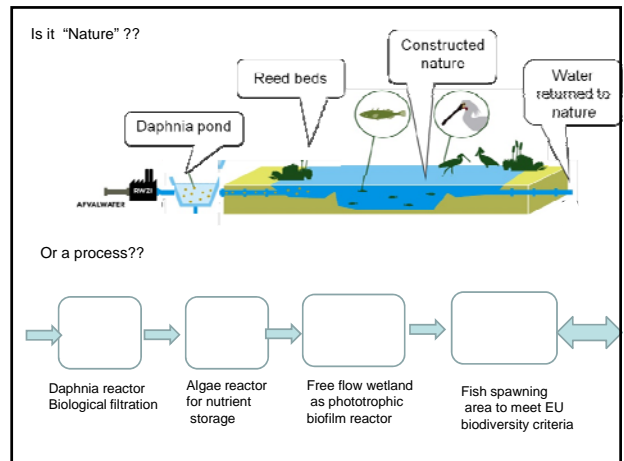 Is it “Nature” ??
Constructed
nature
Reed beds
Water
returned to
nature
Daphnia pond
RWZI
AFVALWATER
Or a process??
Daphnia reactor
Biological filtration
Algae reactor
for nutrient
storage
Free flow wetland
as phototrophic
biofilm reactor
Fish spawning
area to meet EU
biodiversity criteria